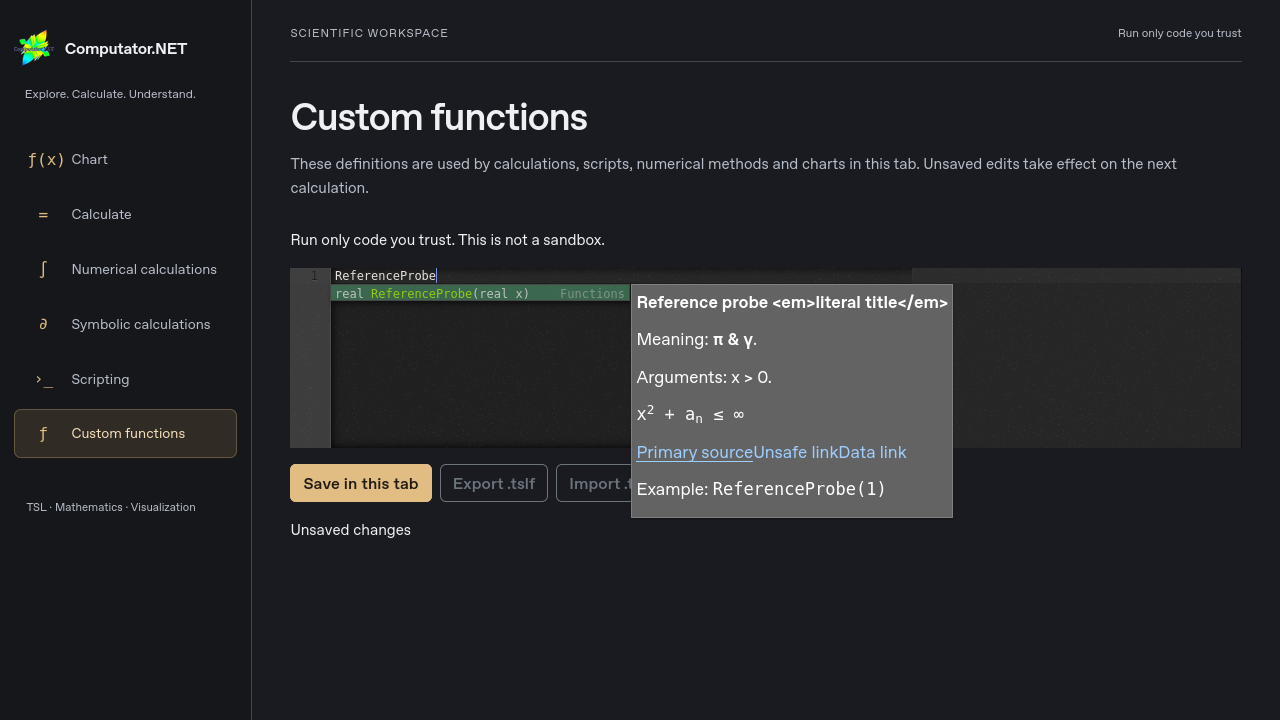 Computator.NET
Explore. Calculate. Understand.
ƒ(x) Chart
= Calculate
∫ Numerical calculations
∂ Symbolic calculations
›_ Scripting
ƒ Custom functions
TSL · Mathematics · Visualization
SCIENTIFIC WORKSPACE
Run only code you trust
Custom functions
These definitions are used by calculations, scripts, numerical methods and charts in this tab. Unsaved edits take effect on the next
calculation.
Run only code you trust. This is not a sandbox.
1 ReferenceProbe
real ReferenceProbe(real x) Functions
Reference probe <em>literal title</em>
Meaning: π & γ.
Arguments: x > 0.
x² + aₙ ≤ ∞
Primary sourceUnsafe linkData link
Example: ReferenceProbe(1)
Save in this tab
Export .tslf
Import .t
Unsaved changes